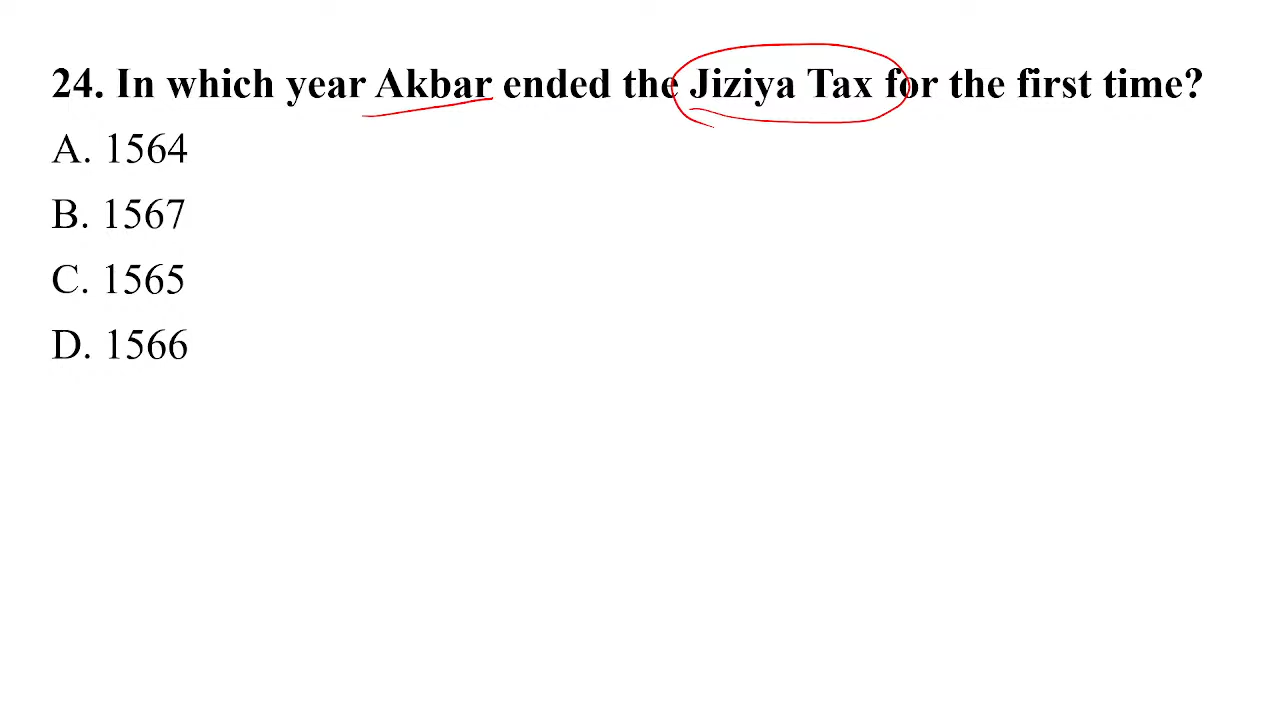 24. In which year Akbar ended the Jiziya Tax for the first time?
A. 1564
B. 1567
C. 1565
D. 1566